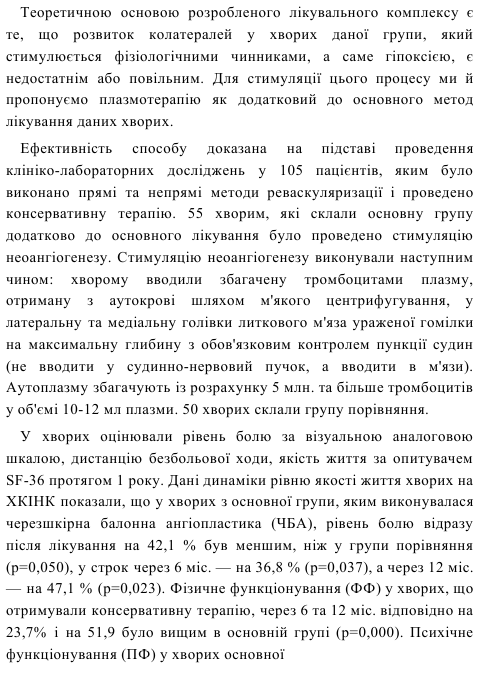 Теоретичною основою розробленого лікувального комплексу є
те, що розвиток колатералей у хворих даної групи, який
стимулюється фізіологічними чинниками, а саме гіпоксією, є
недостатнім або повільним. Для стимуляції цього процесу ми й
пропонуємо плазмотерапію як додатковий до основного метод
лікування даних хворих.
Ефективність способу доказана на підставі проведення
клініко-лабораторних досліджень у 105 пацієнтів, яким було
виконано прямі та непрямі методи реваскуляризації і проведено
консервативну терапію. 55 хворим, які склали основну групу
додатково до основного лікування було проведено стимуляцію
неоангіогенезу. Стимуляцію неоангіогенезу виконували наступним
чином: хворому вводили збагачену тромбоцитами плазму,
отриману з аутокрові шляхом м'якого центрифугування, у
латеральну та медіальну голівки литкового м'яза ураженої гомілки
на максимальну глибину з обов'язковим контролем пункції судин
(не вводити у судинно-нервовий пучок, а вводити в м'язи).
Аутоплазму збагачують із розрахунку 5 млн. та більше тромбоцитів
у об'ємі 10-12 мл плазми. 50 хворих склали групу порівняння.
У хворих оцінювали рівень болю за візуальною аналоговою
шкалою, дистанцію безбольової ходи, якість життя за опитувачем
SF-36 протягом 1 року. Дані динаміки рівню якості життя хворих на
ХКІНК показали, що у хворих з основної групи, яким виконувалася
черезшкірна балонна ангіопластика (ЧБА), рівень болю відразу
після лікування на 42,1 % був меншим, ніж у групи порівняння
(p=0,050), у строк через 6 міс. — на 36,8 % (p=0,037), а через 12 міс.
— на 47,1 % (p=0,023). Фізичне функціонування (ФФ) у хворих, що
отримували консервативну терапію, через 6 та 12 міс. відповідно на
23,7% і на 51,9 було вищим в основній групі (p=0,000). Психічне
функціонування (ПФ) у хворих основної